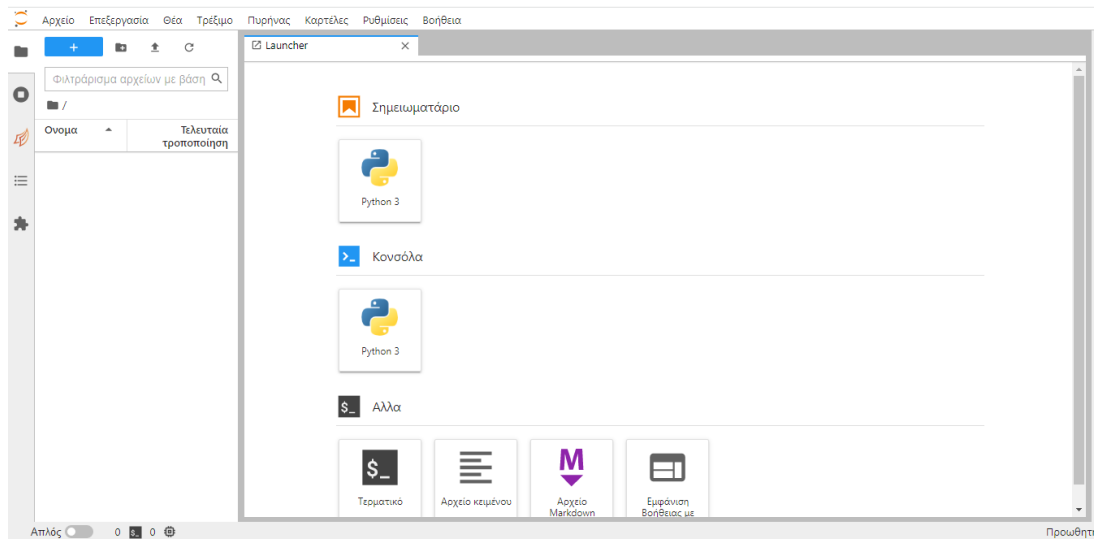 Αρχείο Επεξεργασία Θέα Τρέξιμο Πυρήνας Καρτέλες Ρυθμίσεις Βοήθεια
+
Φιλτράρισμα αρχείων με βάση
/
Ονομα
Τελευταία
τροποποίηση
Launcher
Σημειωματάριο
Python 3
Κονσόλα
Python 3
$_ Αλλα
$_
Τερματικό
Αρχείο κειμένου
M
Αρχείο
Markdown
Εμφάνιση
Βοήθειας με
Απλός 0 $_ 0
Προωθητι